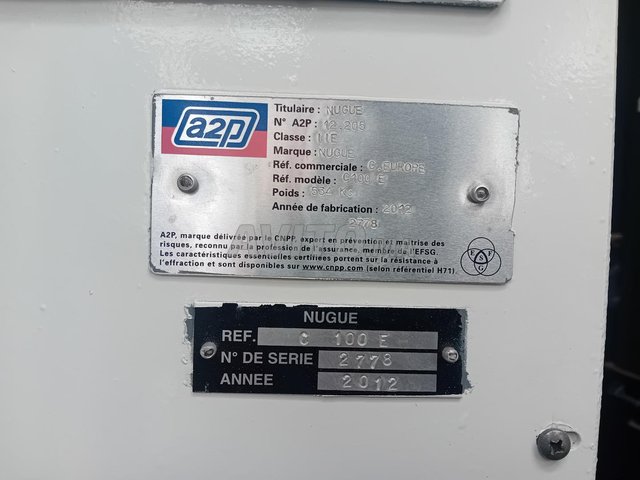 a2p
Titulaire : NUGUE
N° A2P : 12.205
Classe : IIE
Marque : NUGUE
Réf. commerciale : C.EUROPE
Réf. modèle : C100 E
Poids : 534 KG
Année de fabrication : 2012
2778
A2P, marque délivrée par le CNPP, expert en prévention et maîtrise des
risques, reconnu par la profession de l'assurance, membre de l'EFSG.
Les caractéristiques essentielles certifiées portent sur la résistance à
l'effraction et sont disponibles sur www.cnpp.com (selon référentiel H71).
E F
S
G
NUGUE
REF. C 100 E
N° DE SERIE 2778
ANNEE 2012